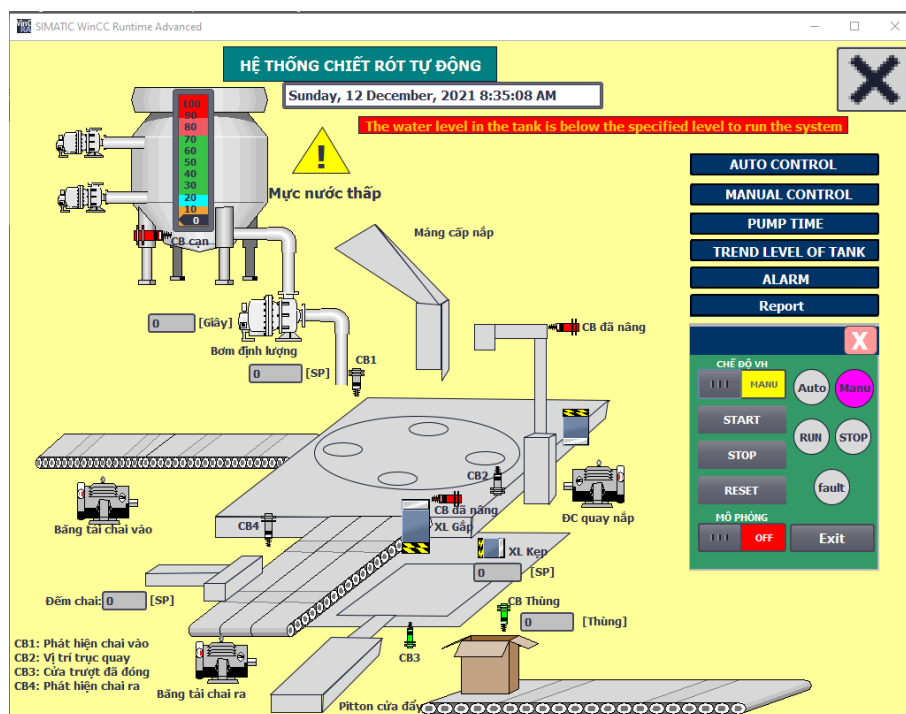 SIMATIC WinCC Runtime Advanced
HỆ THỐNG CHIẾT RÓT TỰ ĐỘNG
Sunday, 12 December, 2021 8:35:08 AM
The water level in the tank is below the specified level to run the system
100
90
80
70
60
50
40
30
20
10
0
!
Mực nước thấp
CB cạn
Máng cấp nắp
AUTO CONTROL
MANUAL CONTROL
PUMP TIME
TREND LEVEL OF TANK
ALARM
Report
0 [Giây]
Bơm định lượng
0 [SP]
CB1
CB đã nâng
X
CHẾ ĐỘ VH
MANU
Auto
Manu
START
RUN
STOP
STOP
RESET
fault
MÔ PHỎNG
OFF
Exit
CB2
CB đã nâng
XL Gắp
CB4
Băng tải chai vào
ĐC quay nắp
XL Kẹp
0 [SP]
Đếm chai: 0 [SP]
CB Thùng
0 [Thùng]
CB3
CB1: Phát hiện chai vào
CB2: Vị trí trục quay
CB3: Cửa trượt đã đóng
CB4: Phát hiện chai ra
Băng tải chai ra
Pitton cửa đẩy